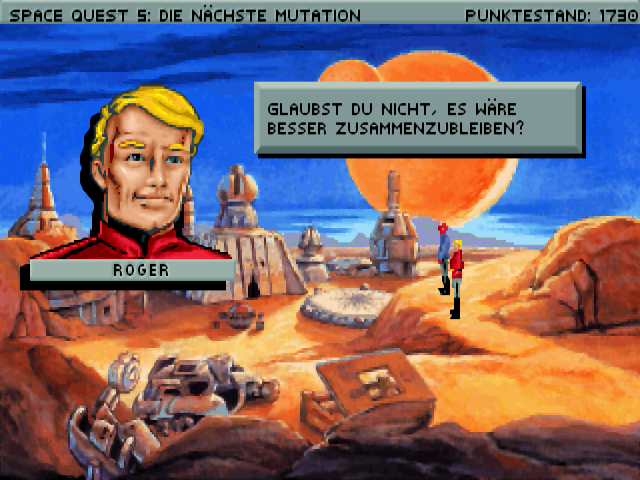 SPACE QUEST 5: DIE NÄCHSTE MUTATION PUNKTESTAND: 1730
GLAUBST DU NICHT, ES WÄRE
BESSER ZUSAMMENZUBLEIBEN?
ROGER